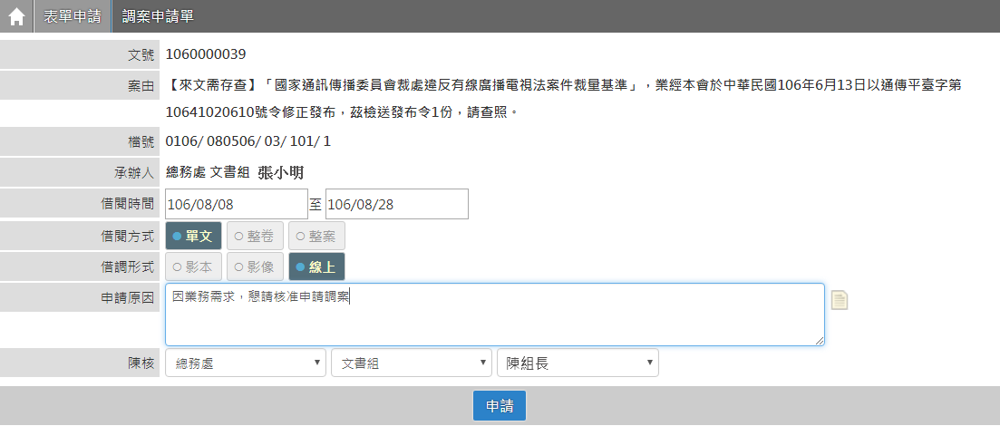 表單申請 調案申請單
文號 1060000039
案由 【來文需存查】「國家通訊傳播委員會裁處違反有線廣播電視法案件裁量基準」，業經本會於中華民國106年6月13日以通傳平臺字第
10641020610號令修正發布，茲檢送發布令1份，請查照。
檔號 0106/ 080506/ 03/ 101/ 1
承辦人 總務處 文書組 張小明
借閱時間 106/08/08 至 106/08/28
借閱方式 單文 整卷 整案
借調形式 影本 影像 線上
申請原因 因業務需求，懇請核准申請調案
陳核 總務處 文書組 陳組長
申請